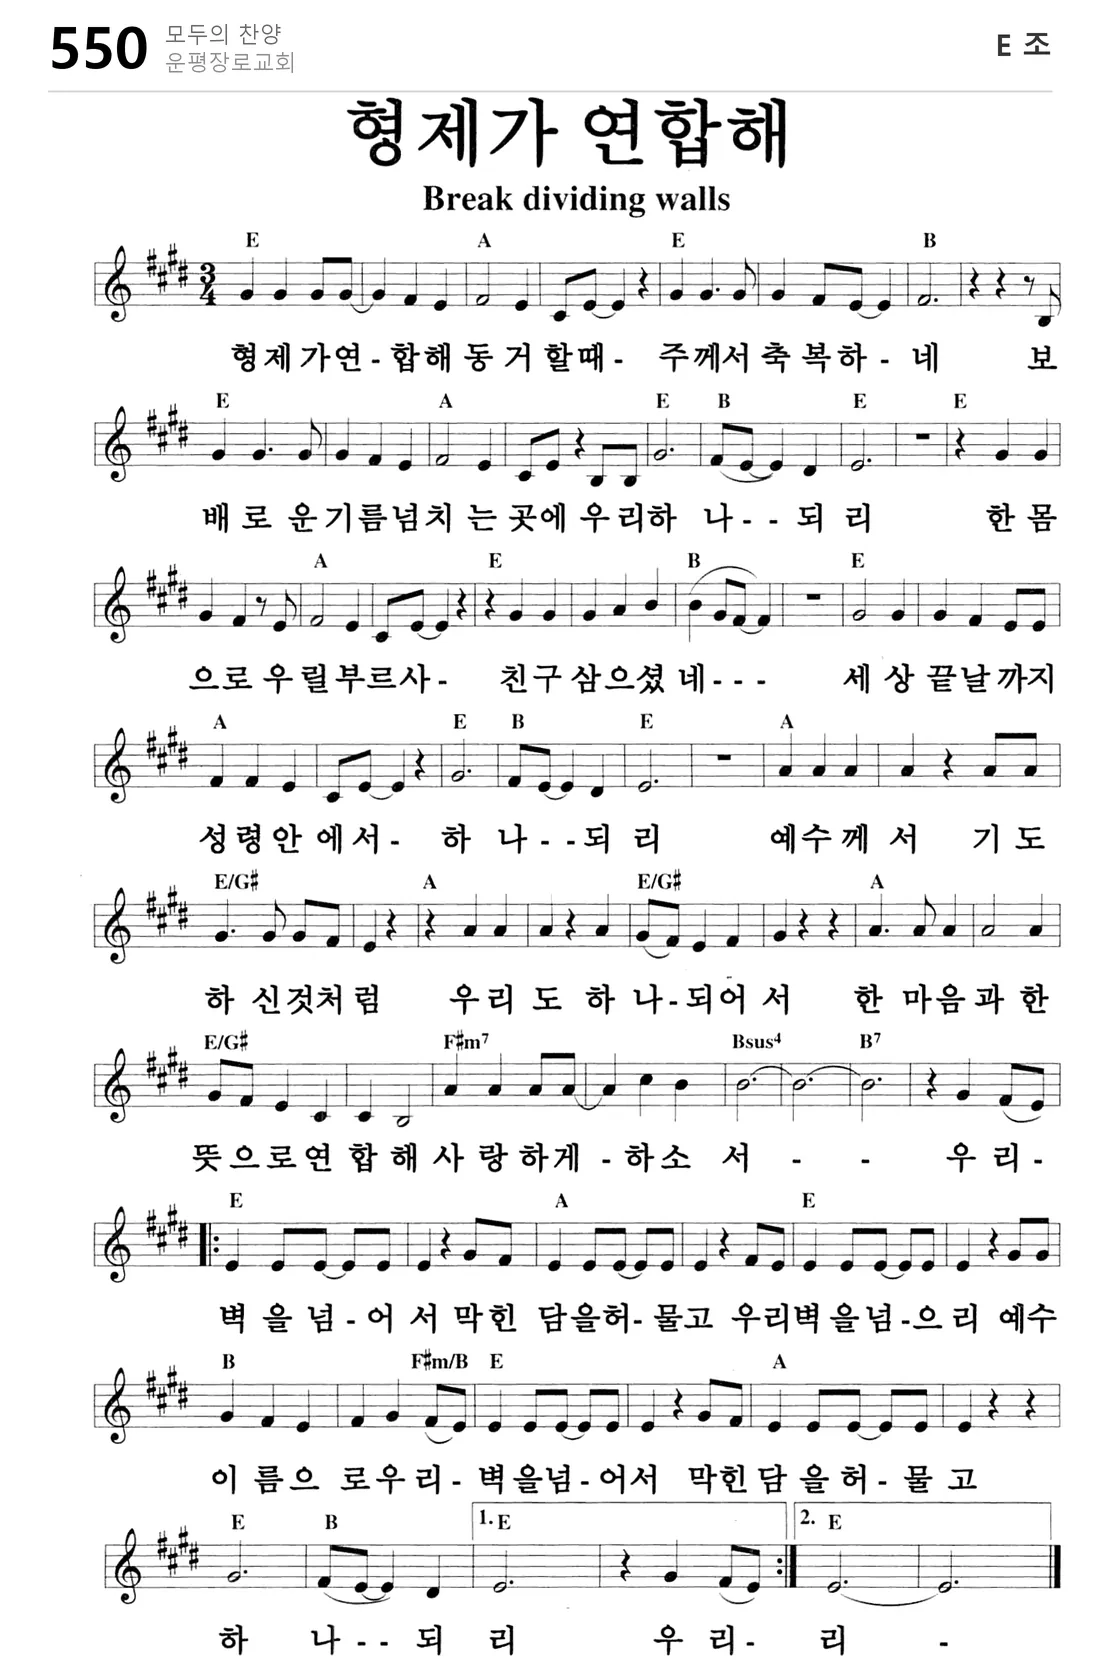 550
모두의 찬양
운평장로교회
E 조
형제가 연합해
Break dividing walls
E A E B
3
4
형 제 가 연 - 합 해 동 거 할 때 - 주 께 서 축 복 하 - 네 보
E A E B E E
배 로 운 기 름 넘 치 는 곳 에 우 리 하 나 - - 되 리 한 몸
A E B E
으 로 우 릴 부 르 사 - 친 구 삼 으 셨 네 - - - 세 상 끝 날 까 지
A E B E A
성 령 안 에 서 - 하 나 - - 되 리 예 수 께 서 기 도
E/G# A E/G# A
하 신 것 처 럼 우 리 도 하 나 - 되 어 서 한 마 음 과 한
E/G# F#m7 Bsus4 B7
뜻 으 로 연 합 해 사 랑 하 게 - 하 소 서 - - 우 리 -
E A E
벽 을 넘 - 어 서 막 힌 담 을 허 - 물 고 우 리 벽 을 넘 - 으 리 예 수
B F#m/B E A
이 름 으 로 우 리 - 벽 을 넘 - 어 서 막 힌 담 을 허 - 물 고
E B 1. E 2. E
하 나 - - 되 리 우 리 - 리 -